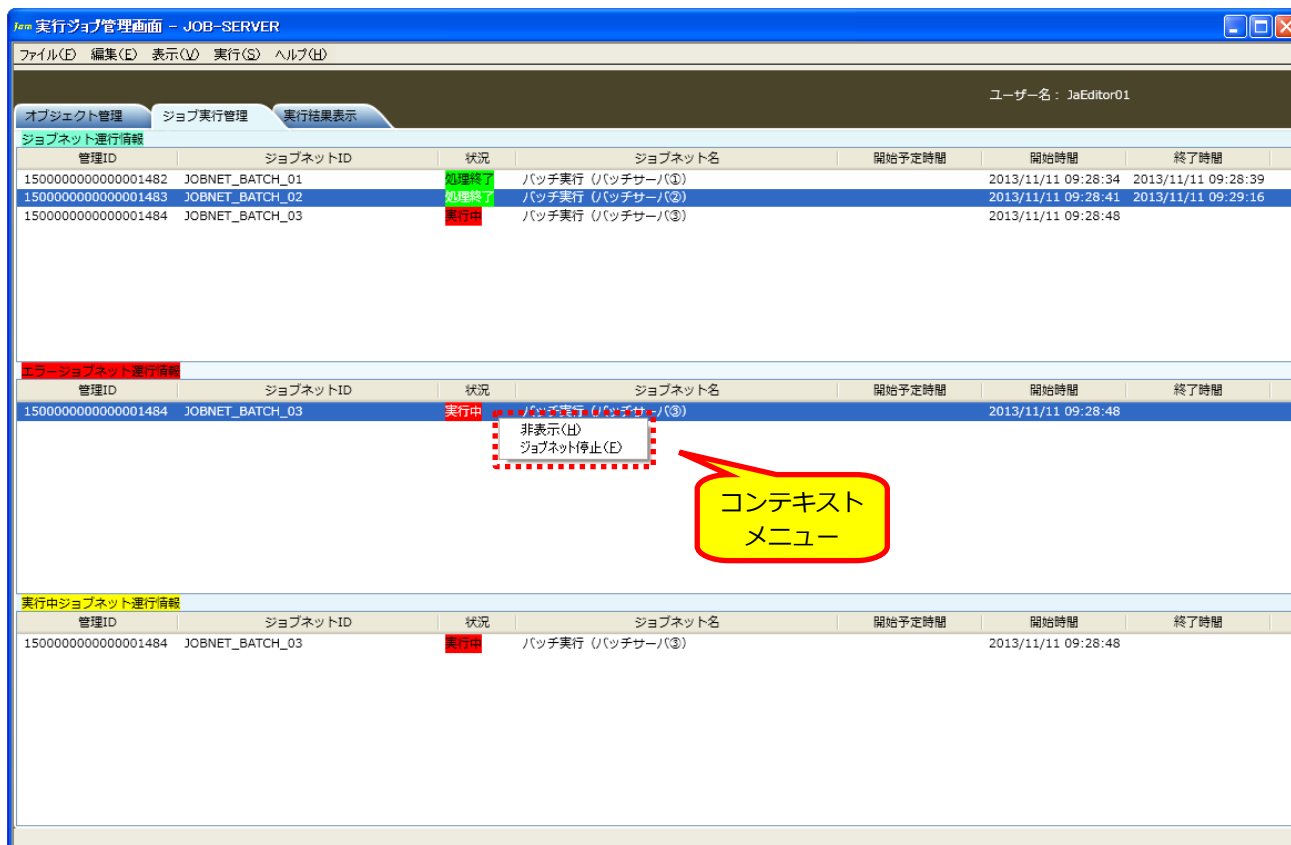 Jam 実行ジョブ管理画面 - JOB-SERVER
ファイル(F) 編集(E) 表示(V) 実行(S) ヘルプ(H)
ユーザー名 : JaEditor01
オブジェクト管理 ジョブ実行管理 実行結果表示
ジョブネット運行情報
管理ID ジョブネットID 状況 ジョブネット名 開始予定時間 開始時間 終了時間
1500000000000001482 JOBNET_BATCH_01 処理終了 バッチ実行 (バッチサーバ①) 2013/11/11 09:28:34 2013/11/11 09:28:39
1500000000000001483 JOBNET_BATCH_02 処理終了 バッチ実行 (バッチサーバ②) 2013/11/11 09:28:41 2013/11/11 09:29:16
1500000000000001484 JOBNET_BATCH_03 実行中 バッチ実行 (バッチサーバ③) 2013/11/11 09:28:48
エラージョブネット運行情報
管理ID ジョブネットID 状況 ジョブネット名 開始予定時間 開始時間 終了時間
1500000000000001484 JOBNET_BATCH_03 実行中 バッチ実行 (バッチサーバ③) 2013/11/11 09:28:48
非表示(H)
ジョブネット停止(E)
コンテキスト
メニュー
実行中ジョブネット運行情報
管理ID ジョブネットID 状況 ジョブネット名 開始予定時間 開始時間 終了時間
1500000000000001484 JOBNET_BATCH_03 実行中 バッチ実行 (バッチサーバ③) 2013/11/11 09:28:48